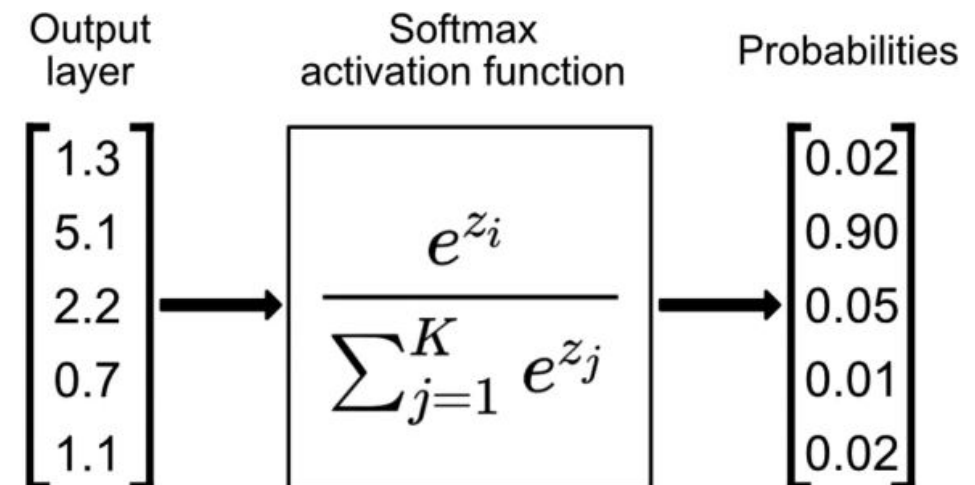 Output
layer
Softmax
activation function
Probabilities
1.3
5.1
2.2
0.7
1.1
e^{z_i}
∑_{j=1}^{K} e^{z_j}
0.02
0.90
0.05
0.01
0.02